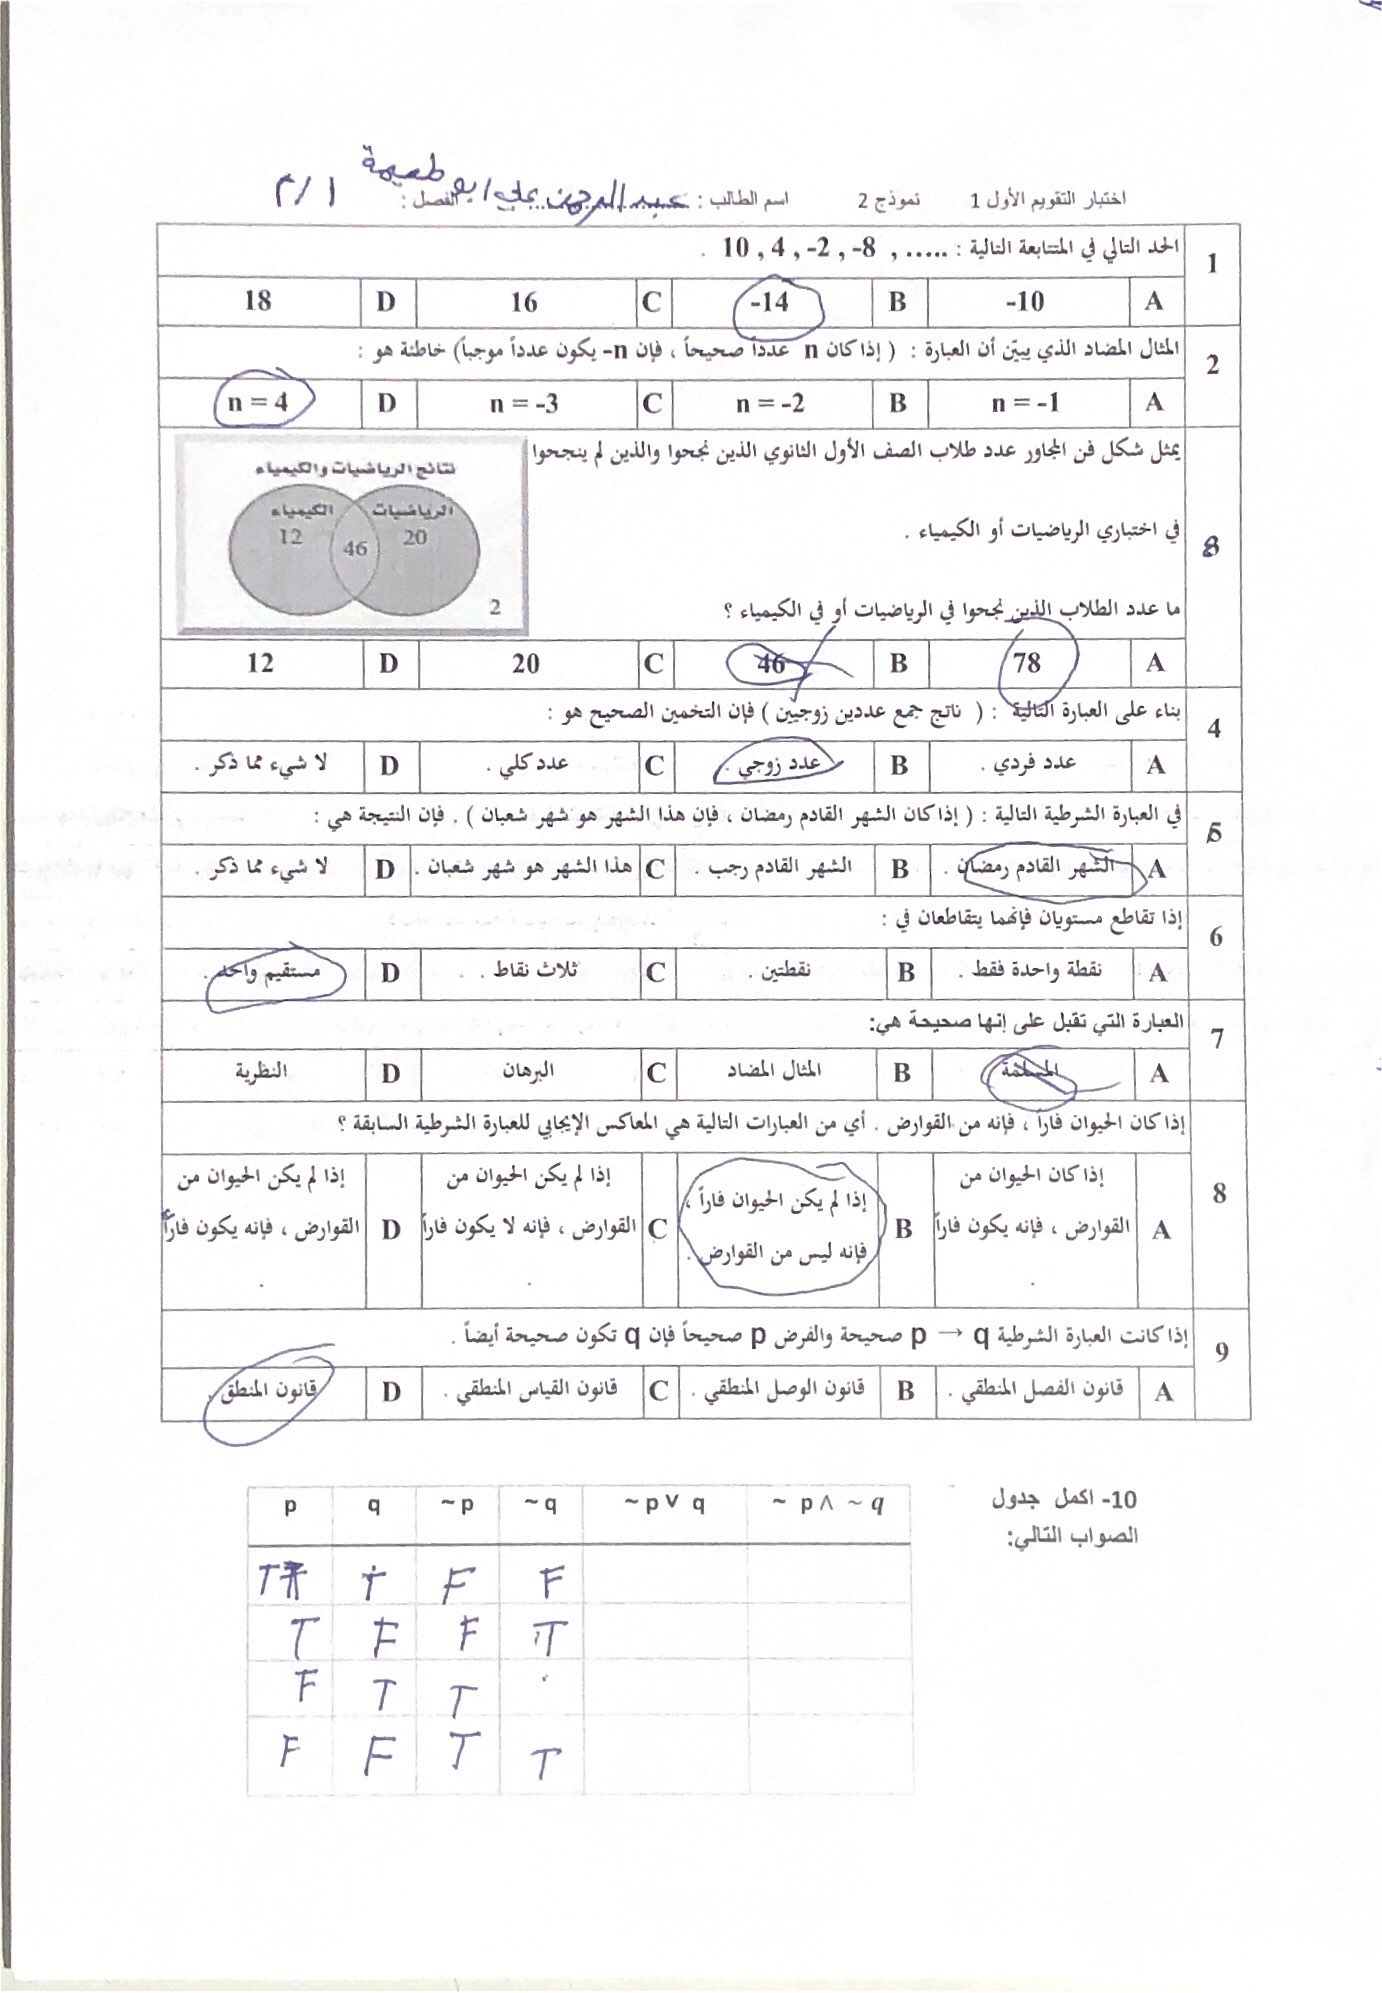 اختبار التقويم الأول 1 نموذج 2 اسم الطالب : عبد الرحمن علي ابو طعيمة الفصل : 1/م
1 الحد التالي في المتتابعة التالية : 10 , 4 , -2 , -8 , ..... .
A -10 B -14 C 16 D 18
2 المثال المضاد الذي يبيّن أن العبارة : ( إذا كان n عدداً صحيحاً ، فإن n- يكون عدداً موجباً) خاطئة هو :
A n = -1 B n = -2 C n = -3 D n = 4
يمثل شكل فن المجاور عدد طلاب الصف الأول الثانوي الذين نجحوا والذين لم ينجحوا
في اختباري الرياضيات أو الكيمياء .
ما عدد الطلاب الذين نجحوا في الرياضيات أو في الكيمياء ؟
نتائج الرياضيات والكيمياء
الرياضيات الكيمياء
20 46 12
2
A 78 B 46 C 20 D 12
4 بناء على العبارة التالية : ( ناتج جمع عددين زوجيين ) فإن التخمين الصحيح هو :
A عدد فردي . B عدد زوجي . C عدد كلي . D لا شيء مما ذكر .
5 في العبارة الشرطية التالية : ( إذا كان الشهر القادم رمضان ، فإن هذا الشهر هو شهر شعبان ) . فإن النتيجة هي :
A الشهر القادم رمضان . B الشهر القادم رجب . C هذا الشهر هو شهر شعبان . D لا شيء مما ذكر .
6 إذا تقاطع مستويان فإنهما يتقاطعان في :
A نقطة واحدة فقط . B نقطتين . C ثلاث نقاط . D مستقيم واحد .
7 العبارة التي تقبل على إنها صحيحة هي:
A المسلمة B المثال المضاد C البرهان D النظرية
8 إذا كان الحيوان فاراً ، فإنه من القوارض . أي من العبارات التالية هي المعاكس الإيجابي للعبارة الشرطية السابقة ؟
A إذا كان الحيوان من القوارض ، فإنه يكون فاراً .
B إذا لم يكن الحيوان فاراً ، فإنه ليس من القوارض .
C إذا لم يكن الحيوان من القوارض ، فإنه لا يكون فاراً .
D إذا لم يكن الحيوان من القوارض ، فإنه يكون فاراً .
9 إذا كانت العبارة الشرطية p → q صحيحة والفرض p صحيحاً فإن q تكون صحيحة أيضاً .
A قانون الفصل المنطقي . B قانون الوصل المنطقي . C قانون القياس المنطقي . D قانون المنطق .
10- اكمل جدول
الصواب التالي:
p q ~p ~q ~p ∨ q ~ p ∧ ~ q
T T F F
T F F T
F T T
F F T T